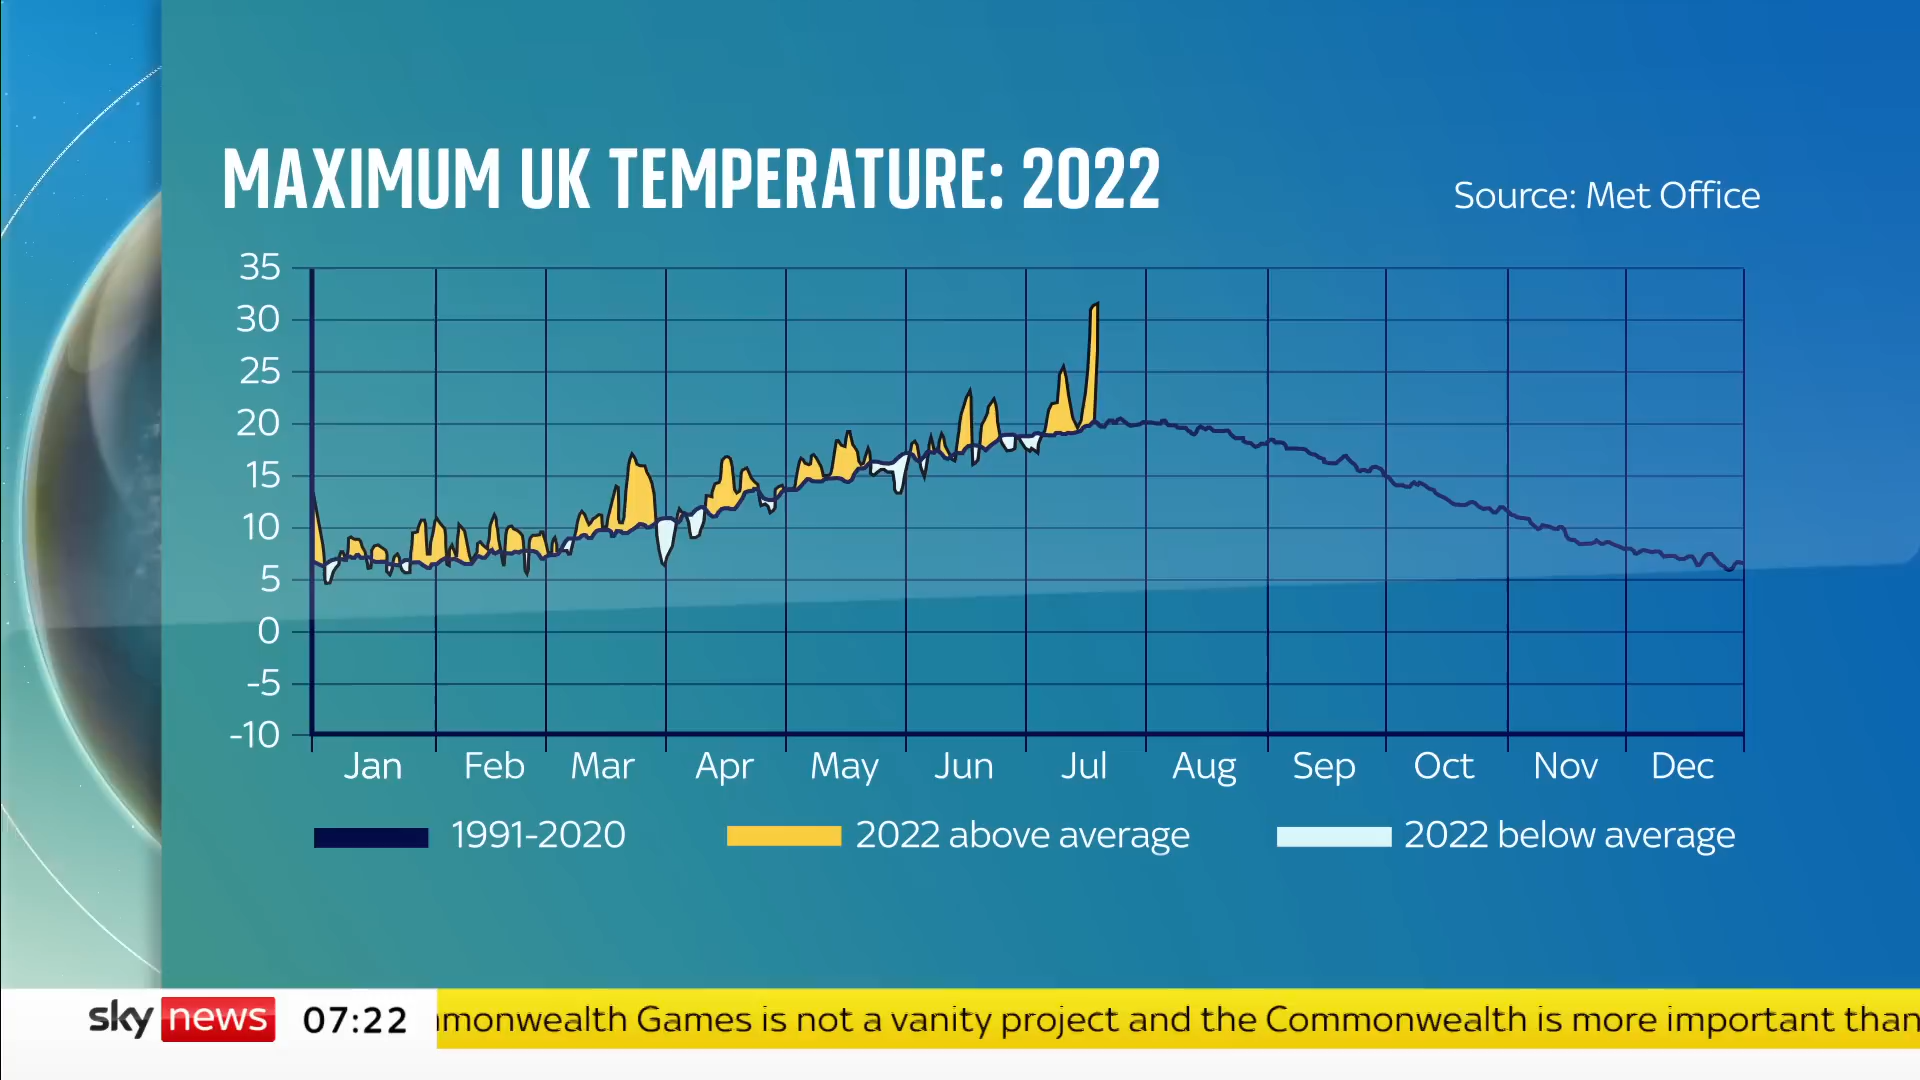 MAXIMUM UK TEMPERATURE: 2022
Source: Met Office
35
30
25
20
15
10
5
0
-5
-10
Jan Feb Mar Apr May Jun Jul Aug Sep Oct Nov Dec
1991-2020 2022 above average 2022 below average
sky news 07:22 Games is not a vanity project and the Commonwealth is more important than